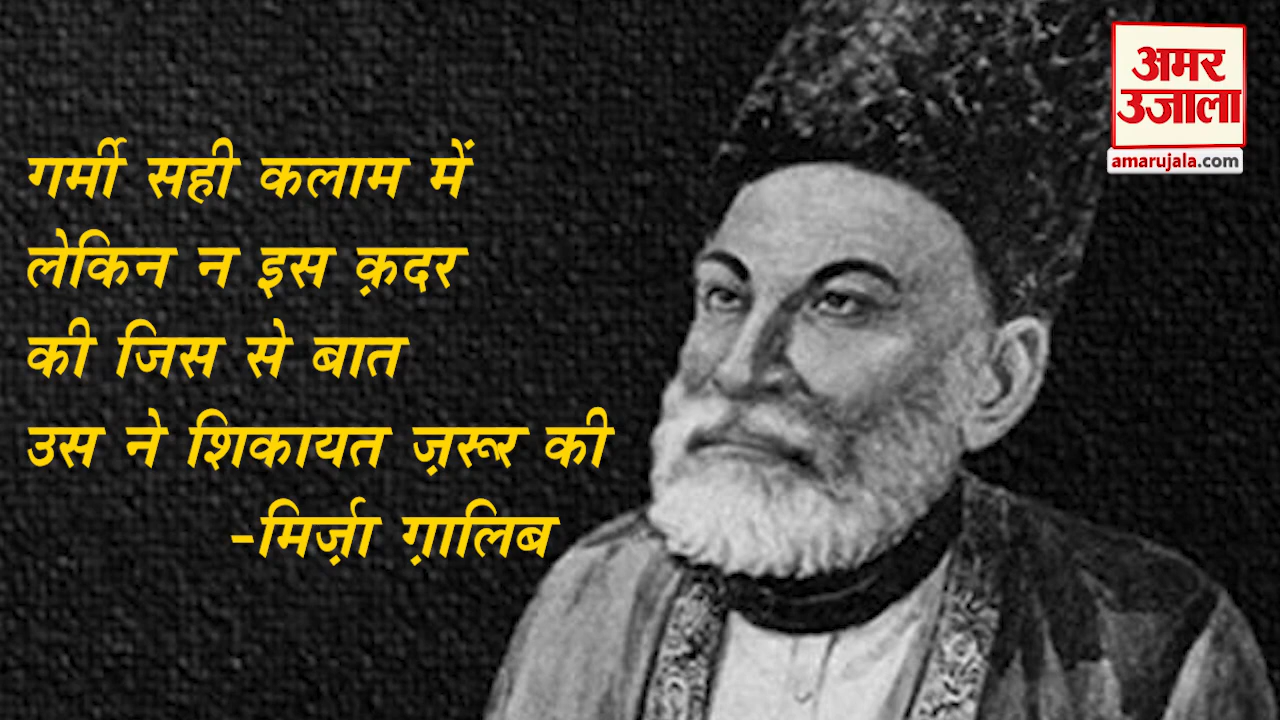 गर्मी सही कलाम में
लेकिन न इस क़दर
की जिस से बात
उस ने शिकायत ज़रूर की
-मिर्ज़ा ग़ालिब
अमर
उजाला
amarujala.com